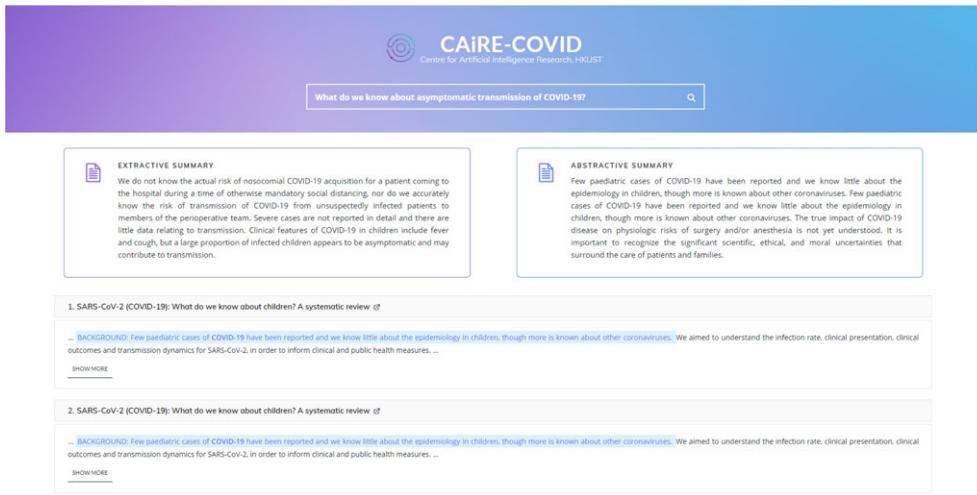 CAiRE-COVID
Centre for Artificial Intelligence Research, HKUST
What do we know about asymptomatic transmission of COVID-19?
EXTRACTIVE SUMMARY
We do not know the actual risk of nosocomial COVID-19 acquisition for a patient coming to
the hospital during a time of otherwise mandatory social distancing, nor do we accurately
know the risk of transmission of COVID-19 from unsuspectedly infected patients to
members of the perioperative team. Severe cases are not reported in detail and there are
little data relating to transmission. Clinical features of COVID-19 in children include fever
and cough, but a large proportion of infected children appears to be asymptomatic and may
contribute to transmission.
ABSTRACTIVE SUMMARY
Few paediatric cases of COVID-19 have been reported and we know little about the
epidemiology in children, though more is known about other coronaviruses. Few paediatric
cases of COVID-19 have been reported and we know little about the epidemiology in
children, though more is known about other coronaviruses. The true impact of COVID-19
disease on physiologic risks of surgery and/or anesthesia is not yet understood. It is
important to recognize the significant scientific, ethical, and moral uncertainties that
surround the care of patients and families.
1. SARS-CoV-2 (COVID-19): What do we know about children? A systematic review
... BACKGROUND: Few paediatric cases of COVID-19 have been reported and we know little about the epidemiology in children, though more is known about other coronaviruses. We aimed to understand the infection rate, clinical presentation, clinical
outcomes and transmission dynamics for SARS-CoV-2, in order to inform clinical and public health measures. ...
SHOW MORE
2. SARS-CoV-2 (COVID-19): What do we know about children? A systematic review
... BACKGROUND: Few paediatric cases of COVID-19 have been reported and we know little about the epidemiology in children, though more is known about other coronaviruses. We aimed to understand the infection rate, clinical presentation, clinical
outcomes and transmission dynamics for SARS-CoV-2, in order to inform clinical and public health measures. ...
SHOW MORE